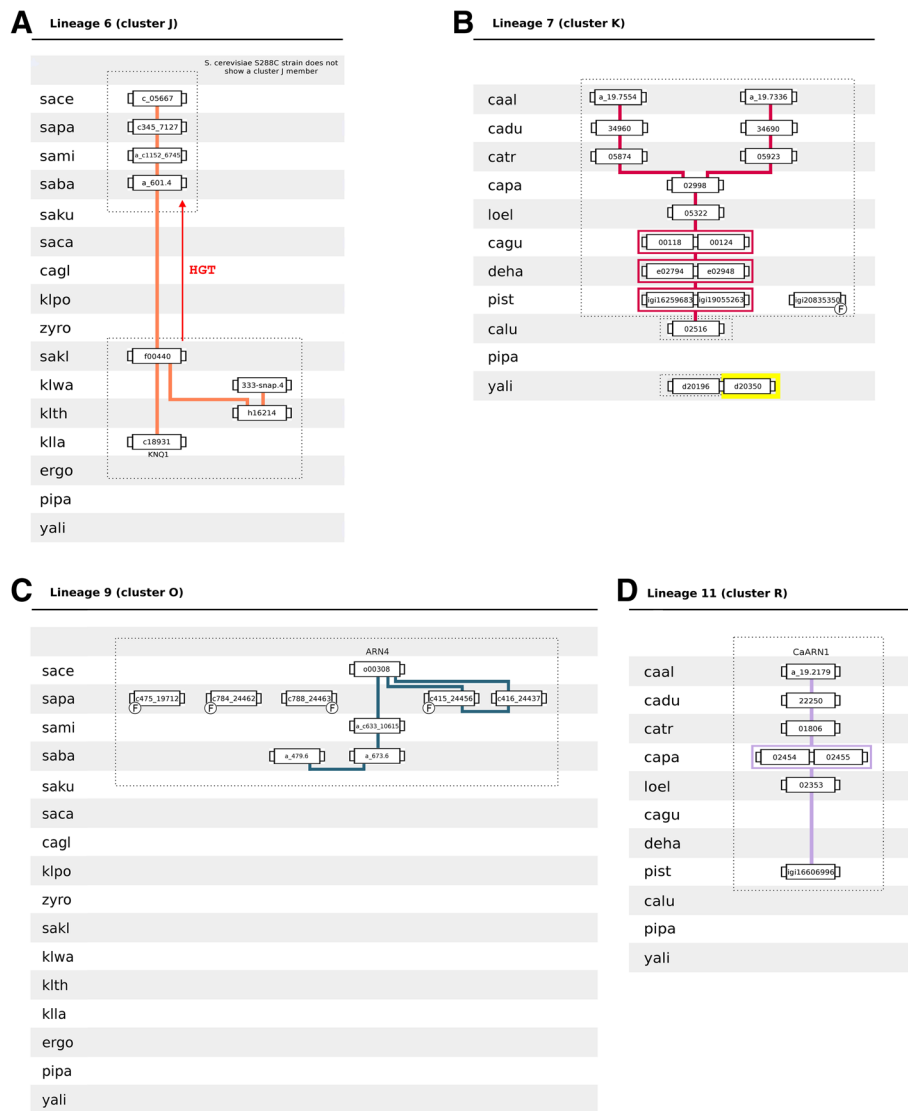 A
Lineage 6 (cluster J)
S. cerevisiae S288C strain does not
show a cluster J member
sace
c_05667
sapa
c345_7127
sami
a_c1152_6745
saba
a_601.4
saku
saca
cagl
HGT
klpo
zyro
sakl
f00440
klwa
333-snap.4
klth
h16214
klla
c18931
KNQ1
ergo
pipa
yali
B
Lineage 7 (cluster K)
caal
a_19.7554
a_19.7336
cadu
34960
34690
catr
05874
05923
capa
02998
loel
05322
cagu
00118
00124
deha
e02794
e02948
pist
igi16259683
igi19055263
igi20835350
F
calu
02516
pipa
yali
d20196
d20350
C
Lineage 9 (cluster O)
ARN4
sace
o00308
sapa
c475_19712
F
c784_24462
F
c788_24463
F
c415_24456
F
c416_24437
sami
a_c633_10615
saba
a_479.6
a_673.6
saku
saca
cagl
klpo
zyro
sakl
klwa
klth
klla
ergo
pipa
yali
D
Lineage 11 (cluster R)
CaARN1
caal
a_19.2179
cadu
22250
catr
01806
capa
02454
02455
loel
02353
cagu
deha
pist
igi16606996
calu
pipa
yali